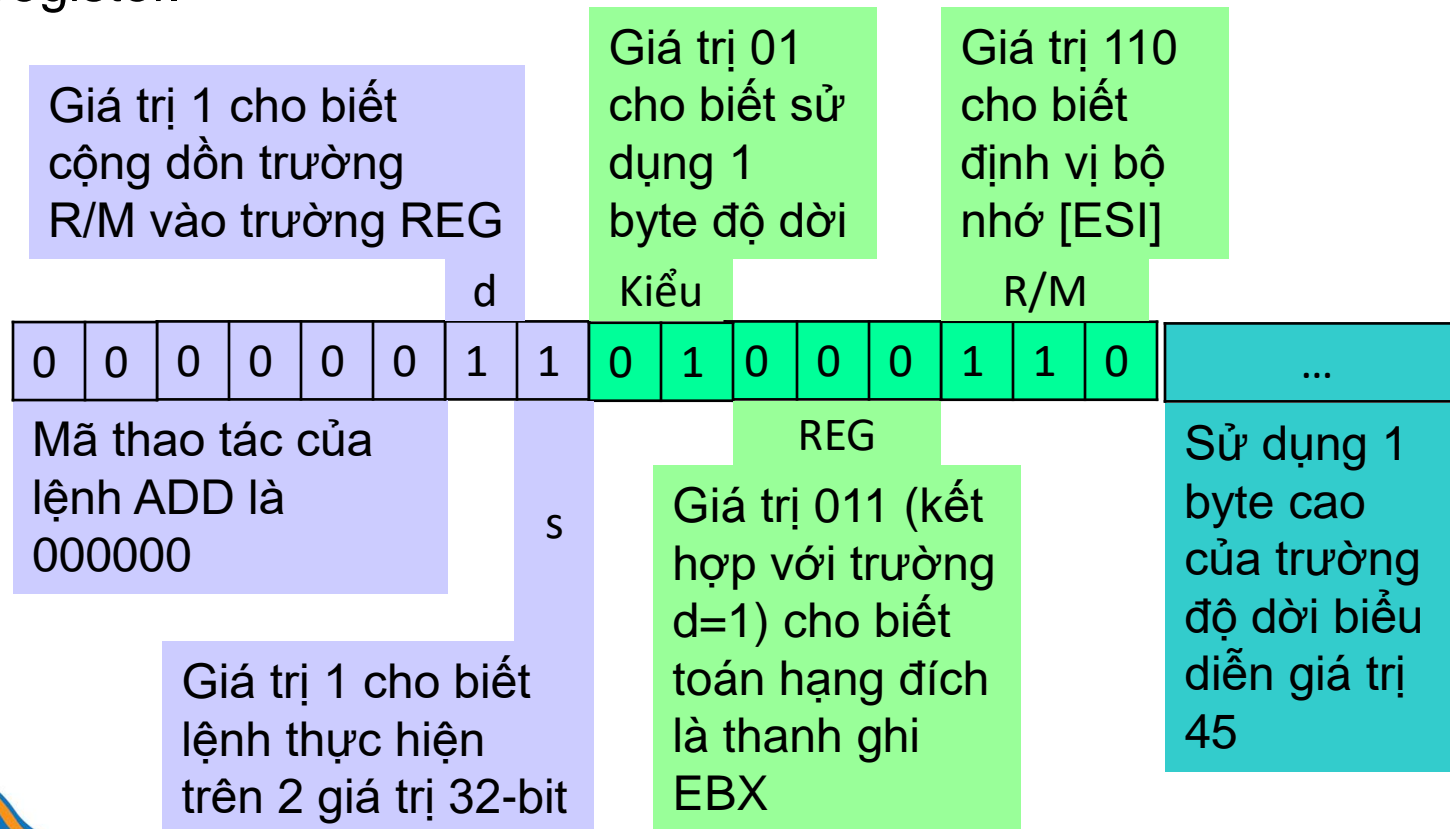 Giá trị 1 cho biết
cộng dồn trường
R/M vào trường REG
Giá trị 01
cho biết sử
dụng 1
byte độ dời
Giá trị 110
cho biết
định vị bộ
nhớ [ESI]
d
Kiểu
R/M
0 0 0 0 0 0 1 1 0 1 0 0 0 1 1 0 ...
Mã thao tác của
lệnh ADD là
000000
s
REG
Giá trị 1 cho biết
lệnh thực hiện
trên 2 giá trị 32-bit
Giá trị 011 (kết
hợp với trường
d=1) cho biết
toán hạng đích
là thanh ghi
EBX
Sử dụng 1
byte cao
của trường
độ dời biểu
diễn giá trị
45